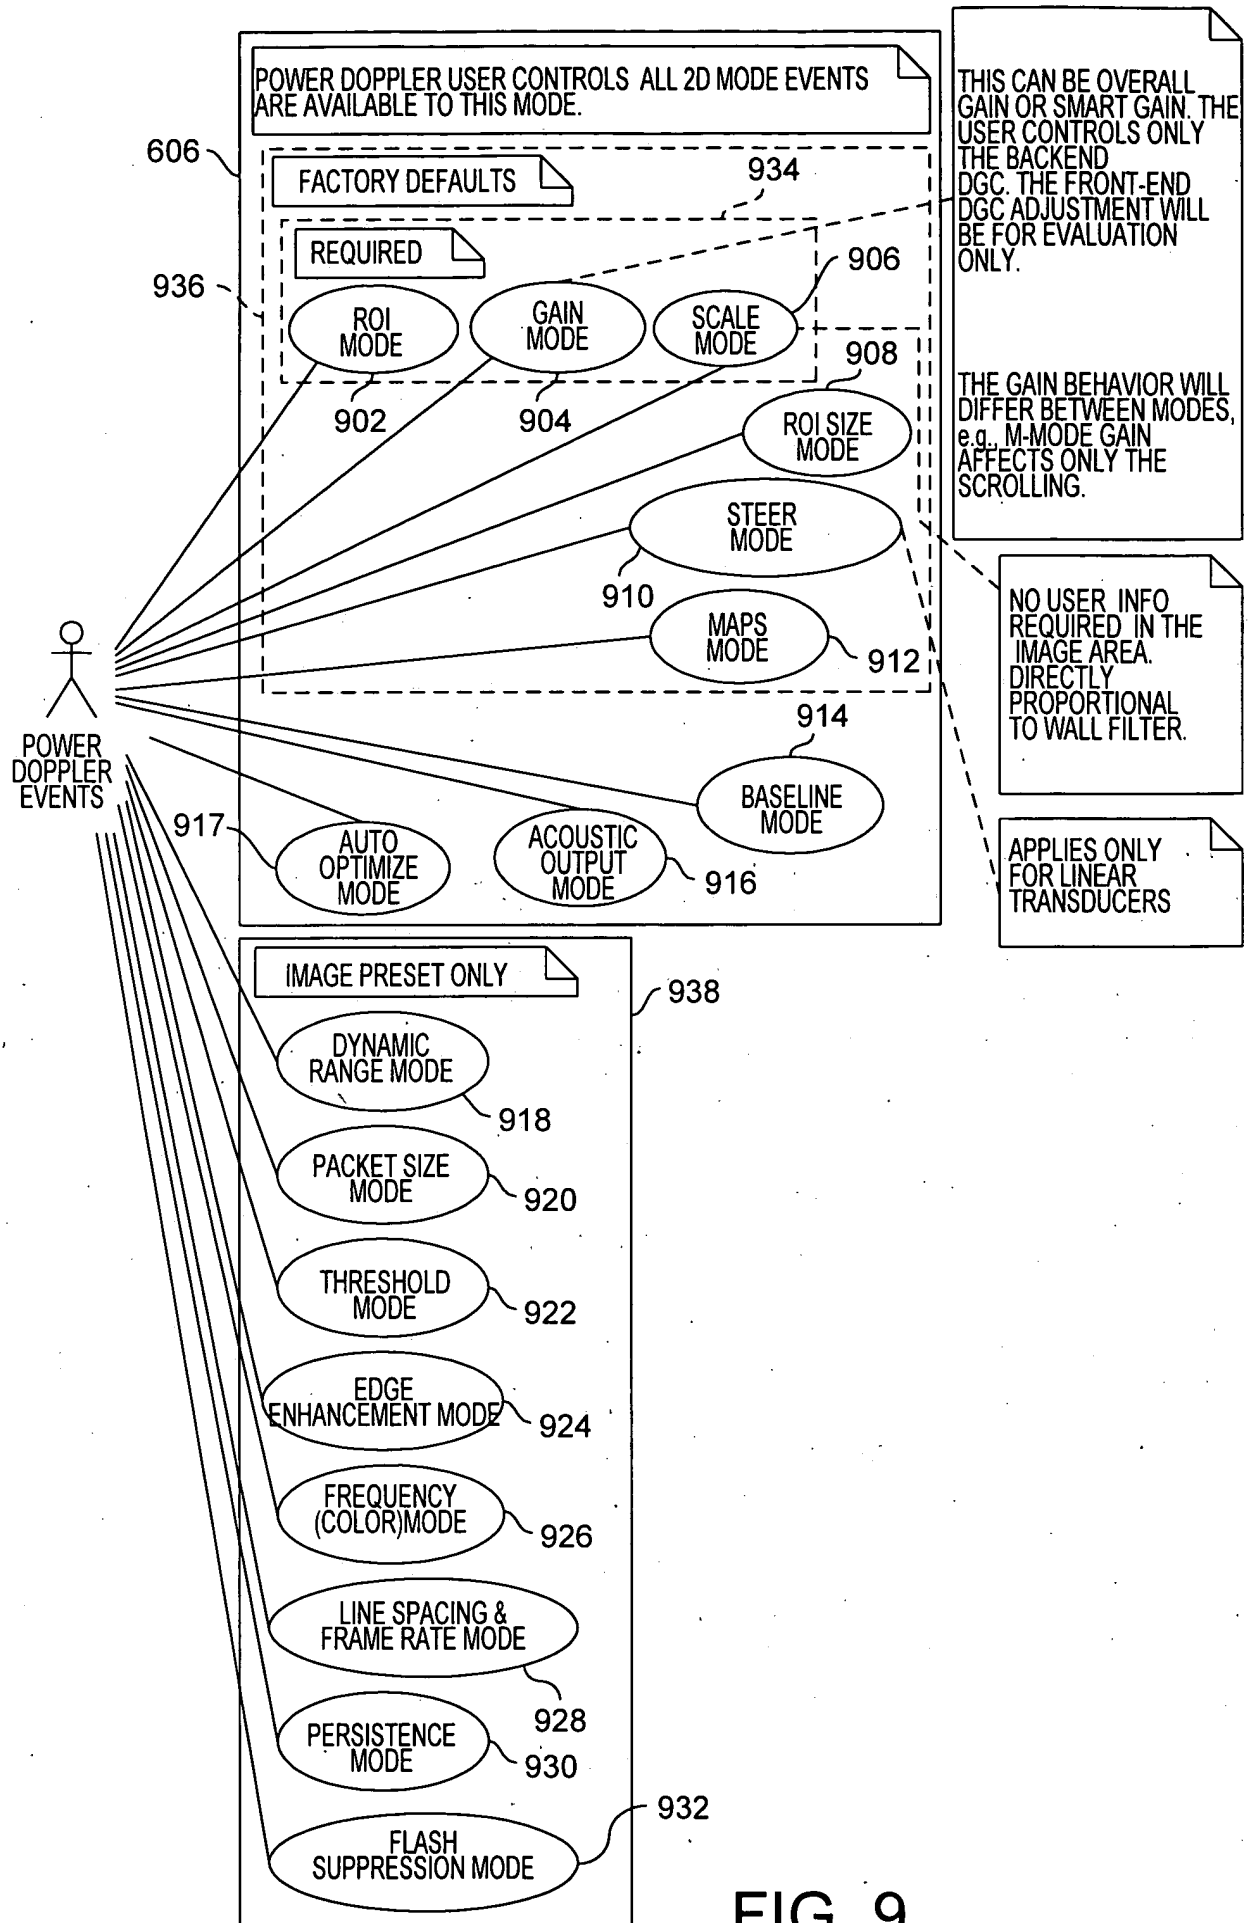 POWER DOPPLER USER CONTROLS ALL 2D MODE EVENTS
ARE AVAILABLE TO THIS MODE.
THIS CAN BE OVERALL
GAIN OR SMART GAIN. THE
USER CONTROLS ONLY
THE BACKEND
DGC. THE FRONT-END
DGC ADJUSTMENT WILL
BE FOR EVALUATION
ONLY.
THE GAIN BEHAVIOR WILL
DIFFER BETWEEN MODES,
e.g., M-MODE GAIN
AFFECTS ONLY THE
SCROLLING.
606
FACTORY DEFAULTS
934
REQUIRED
936
906
ROI
MODE
GAIN
MODE
SCALE
MODE
902
904
908
ROI SIZE
MODE
STEER
MODE
910
MAPS
MODE
912
NO USER INFO
REQUIRED IN THE
IMAGE AREA.
DIRECTLY
PROPORTIONAL
TO WALL FILTER.
POWER
DOPPLER
EVENTS
914
BASELINE
MODE
917
AUTO
OPTIMIZE
MODE
ACOUSTIC
OUTPUT
MODE
916
APPLIES ONLY
FOR LINEAR
TRANSDUCERS
IMAGE PRESET ONLY
938
DYNAMIC
RANGE MODE
918
PACKET SIZE
MODE
920
THRESHOLD
MODE
922
EDGE
ENHANCEMENT MODE
924
FREQUENCY
(COLOR)MODE
926
LINE SPACING &
FRAME RATE MODE
928
PERSISTENCE
MODE
930
932
FLASH
SUPPRESSION MODE
FIG. 9